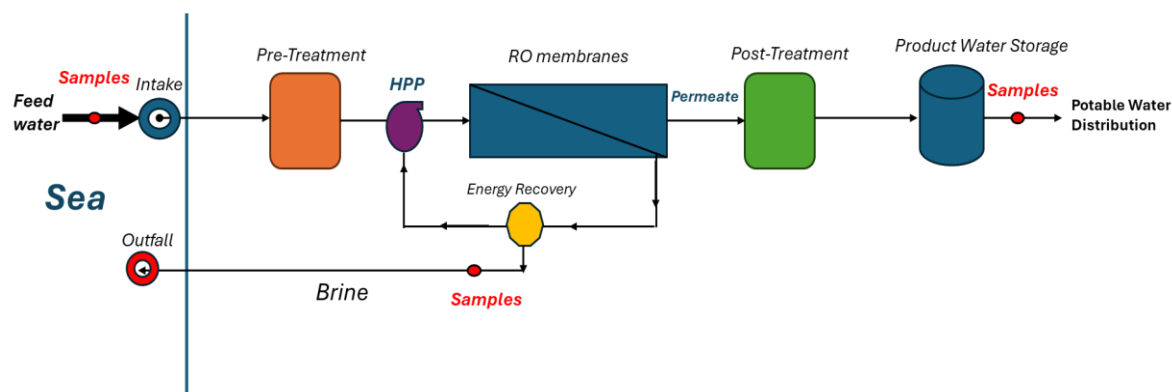 Pre-Treatment
RO membranes
Post-Treatment
Product Water Storage
Samples
Intake
HPP
Permeate
Samples
Feed
water
Potable Water
Distribution
Sea
Energy Recovery
Outfall
Brine
Samples